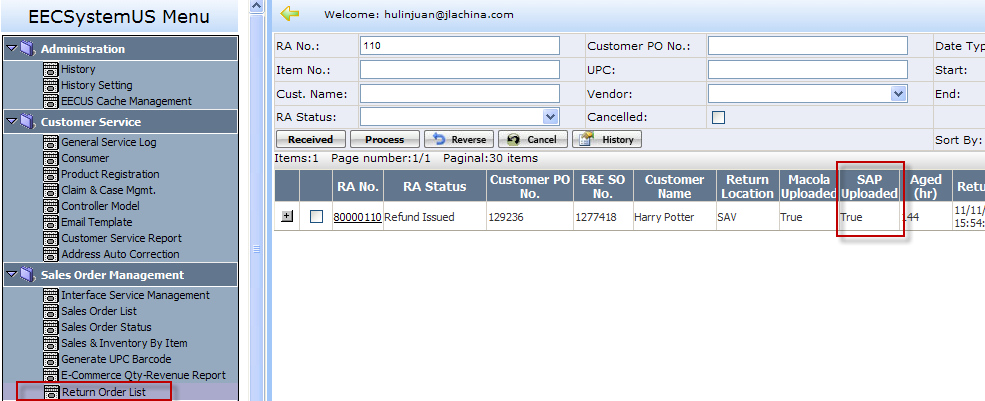 EECSystemUS Menu
Administration
History
History Setting
EECUS Cache Management
Customer Service
General Service Log
Consumer
Product Registration
Claim & Case Mgmt.
Controller Model
Email Template
Customer Service Report
Address Auto Correction
Sales Order Management
Interface Service Management
Sales Order List
Sales Order Status
Sales & Inventory By Item
Generate UPC Barcode
E-Commerce Qty-Revenue Report
Return Order List
Welcome: hulinjuan@jlachina.com
RA No.: 110 Customer PO No.: Date Typ
Item No.: UPC: Start:
Cust. Name: Vendor: End:
RA Status: Cancelled:
Received Process Reverse Cancel History Sort By:
Items:1 Page number:1/1 Paginal:30 items
RA No. RA Status Customer PO No. E&E SO No. Customer Name Return Location Macola Uploaded SAP Uploaded Aged (hr) Retu
80000110 Refund Issued 129236 1277418 Harry Potter SAV True True 144 11/11/
15:54: